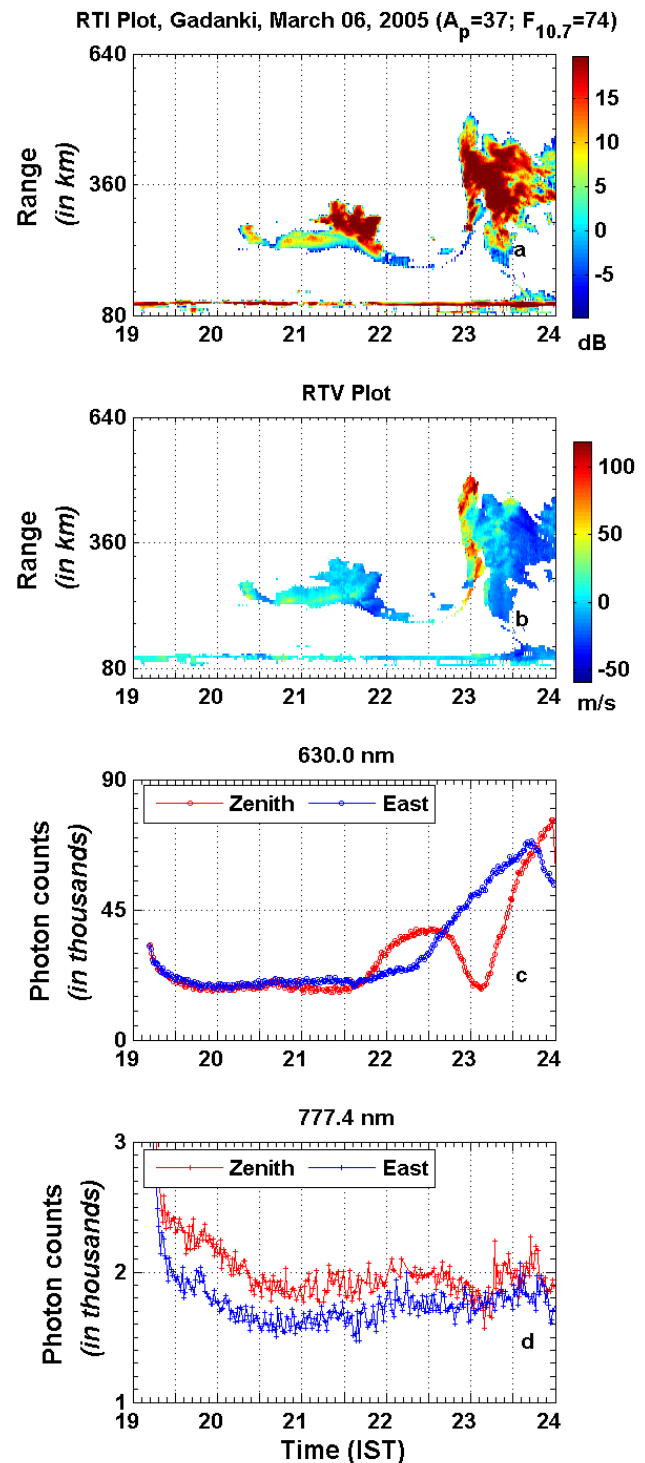 RTI Plot, Gadanki, March 06, 2005 (A_p=37; F_10.7=74)
640
360
80
Range
(in km)
19 20 21 22 23 24
a
15
10
5
0
-5
dB
RTV Plot
640
360
80
Range
(in km)
19 20 21 22 23 24
b
100
50
0
-50
m/s
630.0 nm
90
45
0
Photon counts
(in thousands)
Zenith East
c
19 20 21 22 23 24
777.4 nm
3
2
1
Photon counts
(in thousands)
Zenith East
d
19 20 21 22 23 24
Time (IST)